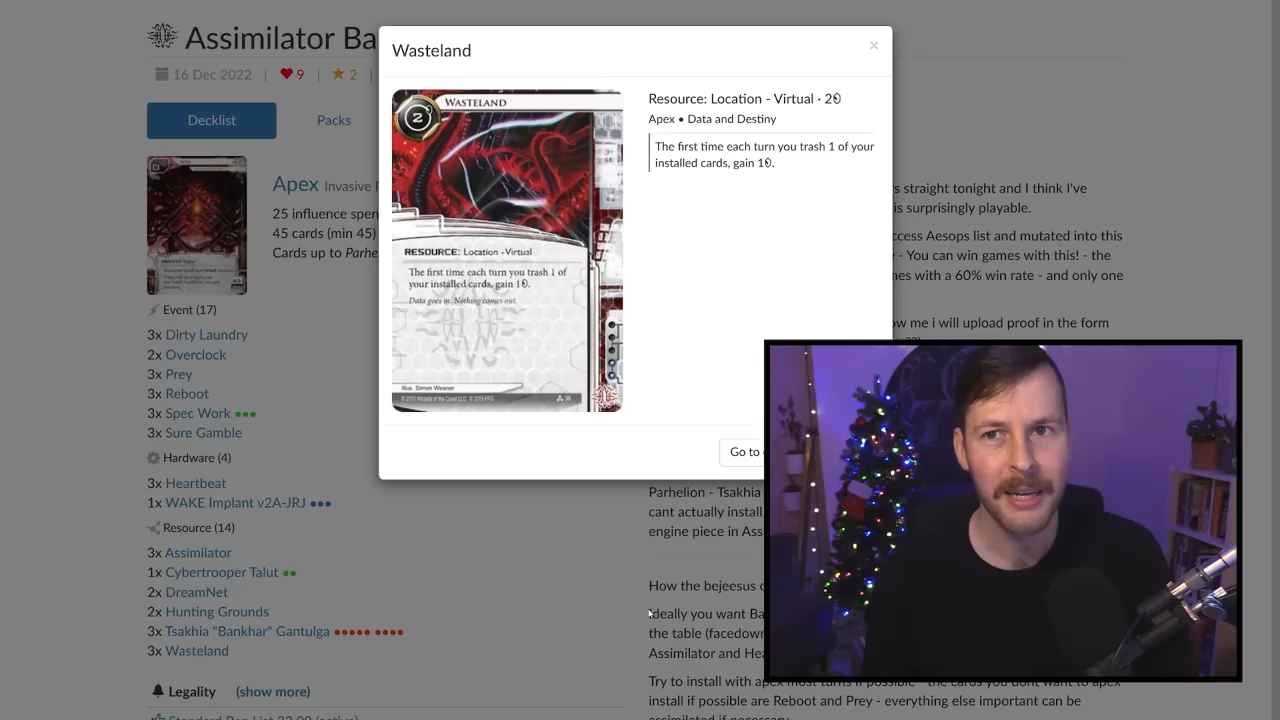 Assimilator Ba
16 Dec 2022 | 9 | 2 |
Decklist
Packs
Apex Invasive
25 influence spen
45 cards (min 45)
Cards up to Parhe
Event (17)
3x Dirty Laundry
2x Overclock
3x Prey
3x Reboot
3x Spec Work
3x Sure Gamble
Hardware (4)
3x Heartbeat
1x WAKE Implant v2A-JRJ
Resource (14)
3x Assimilator
1x Cybertrooper Talut
2x DreamNet
2x Hunting Grounds
3x Tsakhia "Bankhar" Gantulga
3x Wasteland
Legality (show more)
Wasteland
×
2
WASTELAND
RESOURCE: Location - Virtual
The first time each turn you trash 1 of
your installed cards, gain 1
Data goes in. Nothing comes out.
Illus. Simon Weaner
Resource: Location - Virtual · 2
Apex • Data and Destiny
The first time each turn you trash 1 of your
installed cards, gain 1.
Go to
s straight tonight and I think I've
is surprisingly playable.
ccess Aesops list and mutated into this
- You can win games with this! - the
nes with a 60% win rate - and only one
ow me i will upload proof in the form
Parhelion - Tsakhia
cant actually install
engine piece in Ass
How the bejeesus
Ideally you want Ba
the table (facedown
Assimilator and Hea
Try to install with apex most turns if possible - the cards you dont want to apex
install if possible are Reboot and Prey - everything else important can be
assimilated if necessary